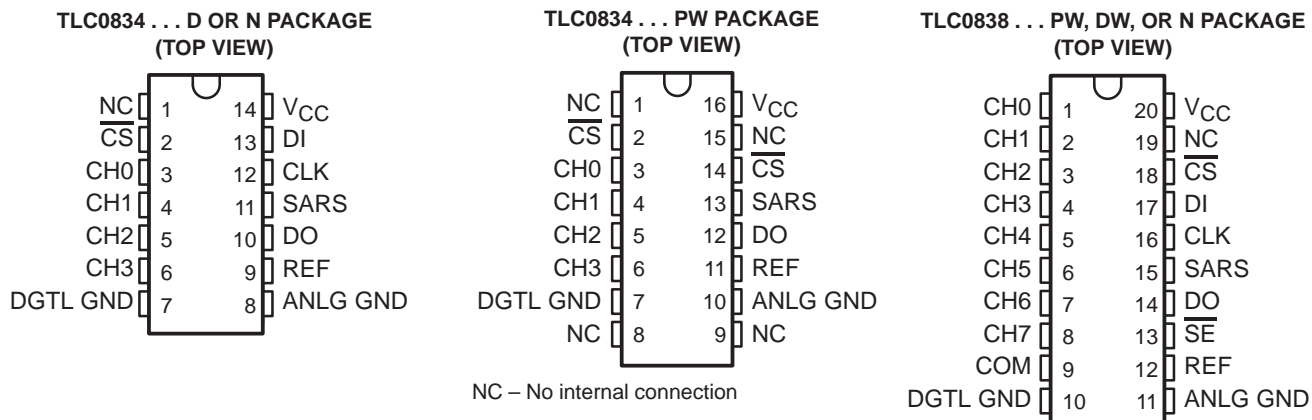 TLC0834 . . . D OR N PACKAGE
(TOP VIEW)
NC 1 14 VCC
CS 2 13 DI
CH0 3 12 CLK
CH1 4 11 SARS
CH2 5 10 DO
CH3 6 9 REF
DGTL GND 7 8 ANLG GND
TLC0834 . . . PW PACKAGE
(TOP VIEW)
NC 1 16 VCC
CS 2 15 NC
CH0 3 14 CS
CH1 4 13 SARS
CH2 5 12 DO
CH3 6 11 REF
DGTL GND 7 10 ANLG GND
NC 8 9 NC
NC – No internal connection
TLC0838 . . . PW, DW, OR N PACKAGE
(TOP VIEW)
CH0 1 20 VCC
CH1 2 19 NC
CH2 3 18 CS
CH3 4 17 DI
CH4 5 16 CLK
CH5 6 15 SARS
CH6 7 14 DO
CH7 8 13 SE
COM 9 12 REF
DGTL GND 10 11 ANLG GND